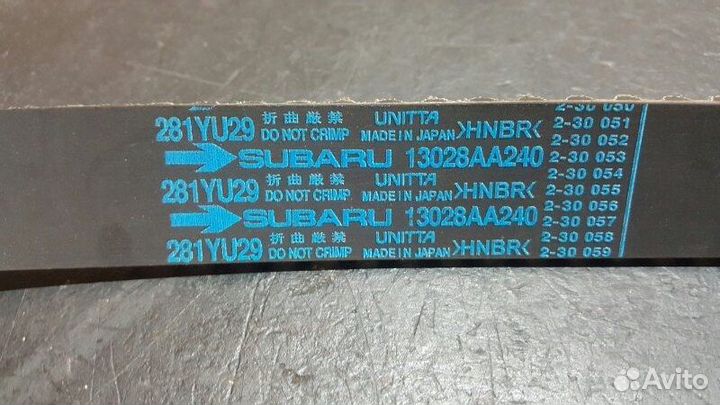 2-30 050
281YU29 折曲厳禁 DO NOT CRIMP UNITTA MADE IN JAPAN >HNBR< 2-30 051
2-30 052
SUBARU 13028AA240 2-30 053
2-30 054
281YU29 折曲厳禁 DO NOT CRIMP UNITTA MADE IN JAPAN >HNBR< 2-30 055
2-30 056
SUBARU 13028AA240 2-30 057
2-30 058
281YU29 折曲厳禁 DO NOT CRIMP UNITTA MADE IN JAPAN >HNBR< 2-30 059
Avito